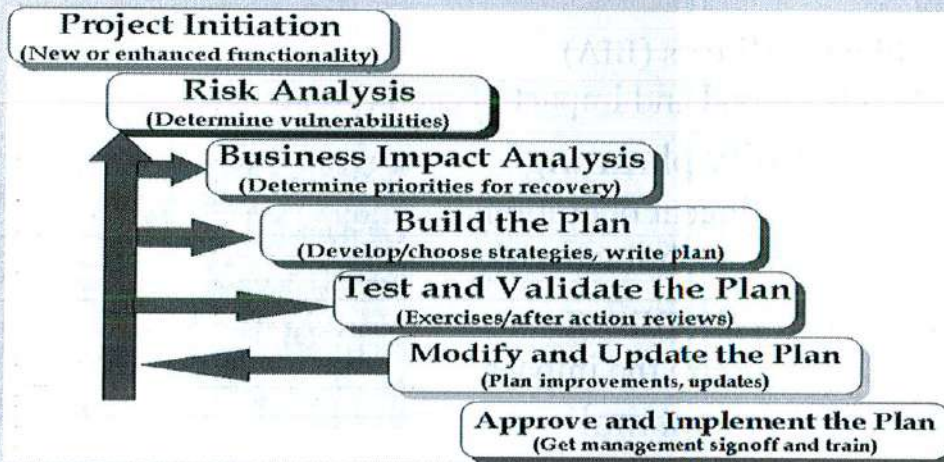 Project Initiation
(New or enhanced functionality)
Risk Analysis
(Determine vulnerabilities)
Business Impact Analysis
(Determine priorities for recovery)
Build the Plan
(Develop/choose strategies, write plan)
Test and Validate the Plan
(Exercises/after action reviews)
Modify and Update the Plan
(Plan improvements, updates)
Approve and Implement the Plan
(Get management signoff and train)